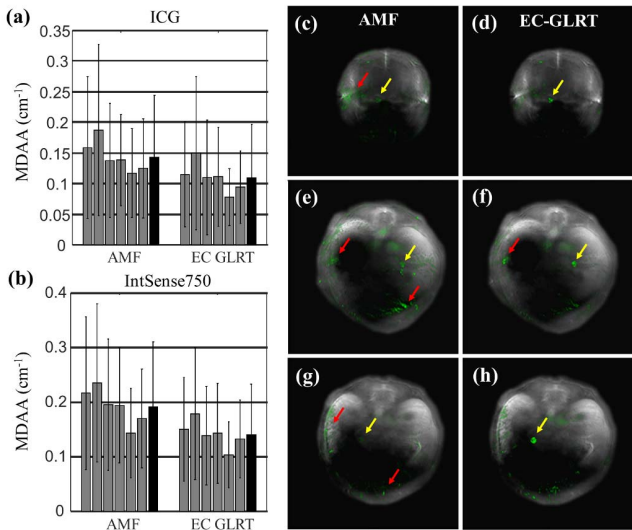 (a)
ICG
MDAA (cm⁻¹)
0.35
0.3
0.25
0.2
0.15
0.1
0.05
0
AMF
EC GLRT
(b)
IntSense750
MDAA (cm⁻¹)
0.4
0.3
0.2
0.1
0
AMF
EC GLRT
AMF
EC-GLRT
(c)
(d)
(e)
(f)
(g)
(h)